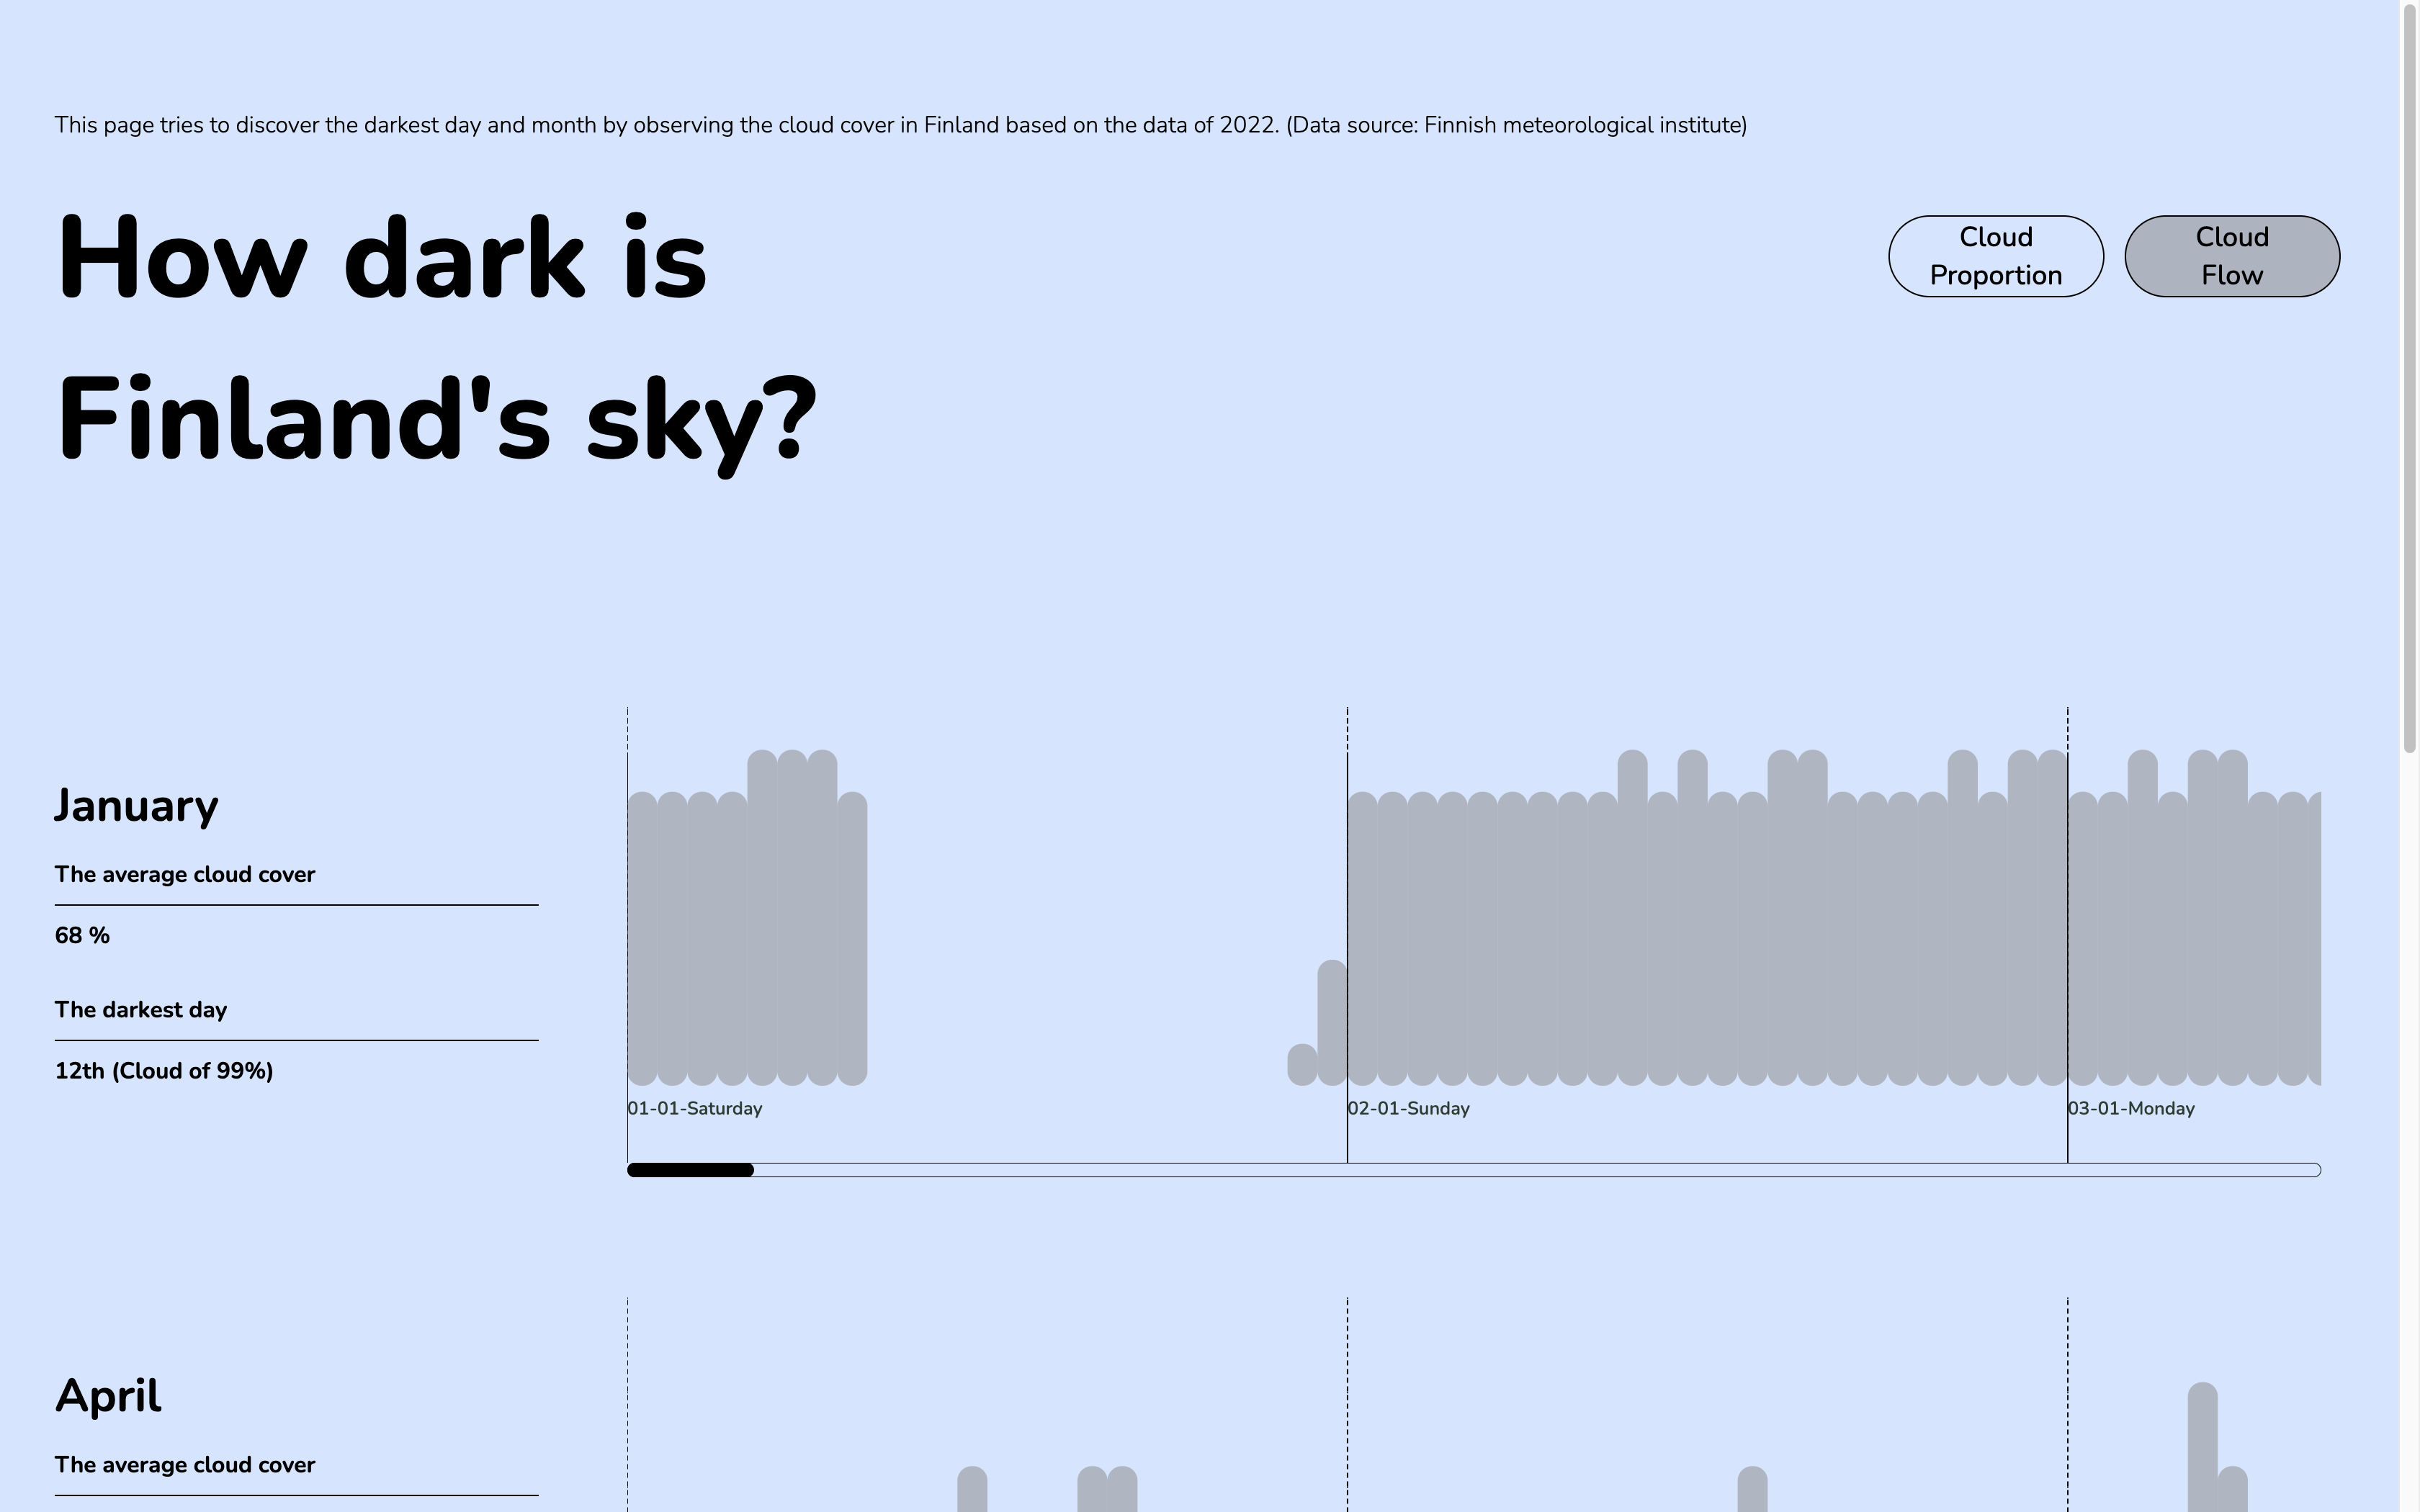 This page tries to discover the darkest day and month by observing the cloud cover in Finland based on the data of 2022. (Data source: Finnish meteorological institute)
How dark is
Finland's sky?
Cloud
Proportion
Cloud
Flow
January
The average cloud cover
68 %
The darkest day
12th (Cloud of 99%)
01-01-Saturday
02-01-Sunday
03-01-Monday
April
The average cloud cover